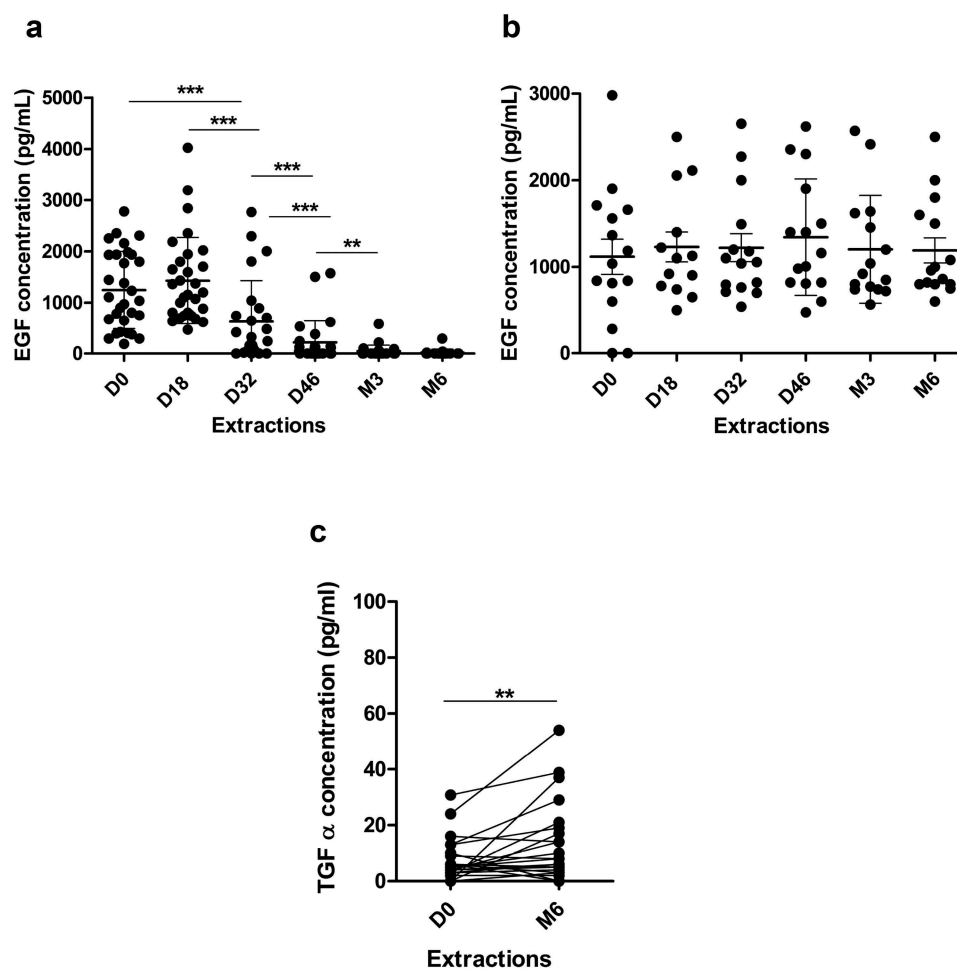 a
EGF concentration (pg/mL)
5000
4000
3000
2000
1000
0
***
***
***
***
**
D0
D18
D32
D46
M3
M6
Extractions
b
EGF concentration (pg/mL)
3000
2000
1000
0
D0
D18
D32
D46
M3
M6
Extractions
c
TGF α concentration (pg/ml)
100
80
60
40
20
0
**
D0
M6
Extractions